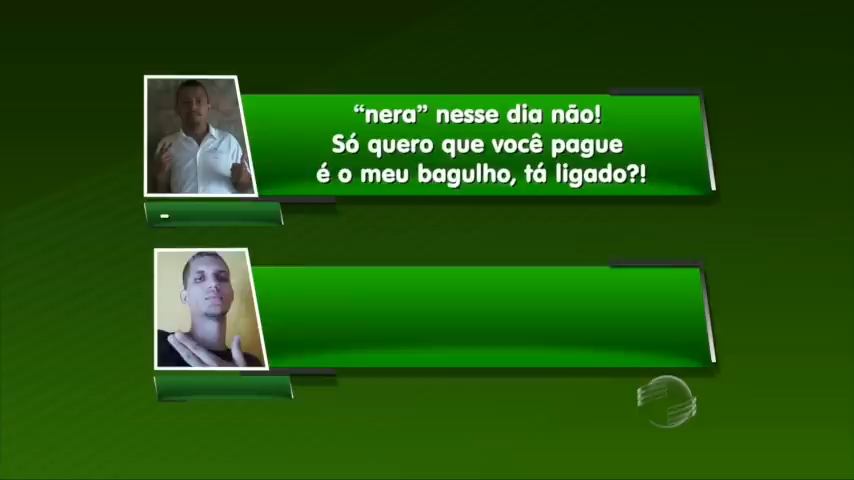 “nera” nesse dia não!
Só quero que você pague
é o meu bagulho, tá ligado?!
-